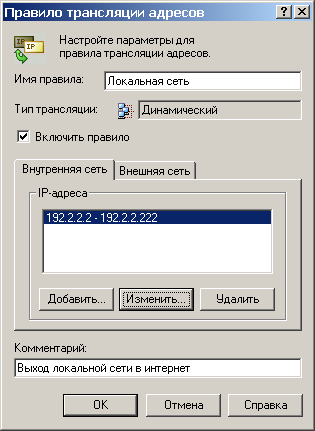 Правило трансляции адресов
IP
IP
Настройте параметры для
правила трансляции адресов.
Имя правила: Локальная сеть
Тип трансляции: Динамический
Включить правило
Внутренняя сеть Внешняя сеть
IP-адреса
192.2.2.2 - 192.2.2.222
Добавить... Изменить... Удалить
Комментарий:
Выход локальной сети в интернет
OK Отмена Справка